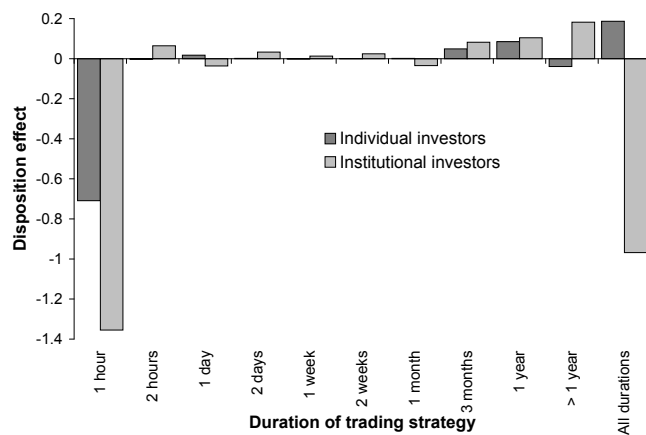 0.2
0
-0.2
-0.4
-0.6
-0.8
-1
-1.2
-1.4
Disposition effect
Individual investors
Institutional investors
1 hour
2 hours
1 day
2 days
1 week
2 weeks
1 month
3 months
1 year
> 1 year
All durations
Duration of trading strategy